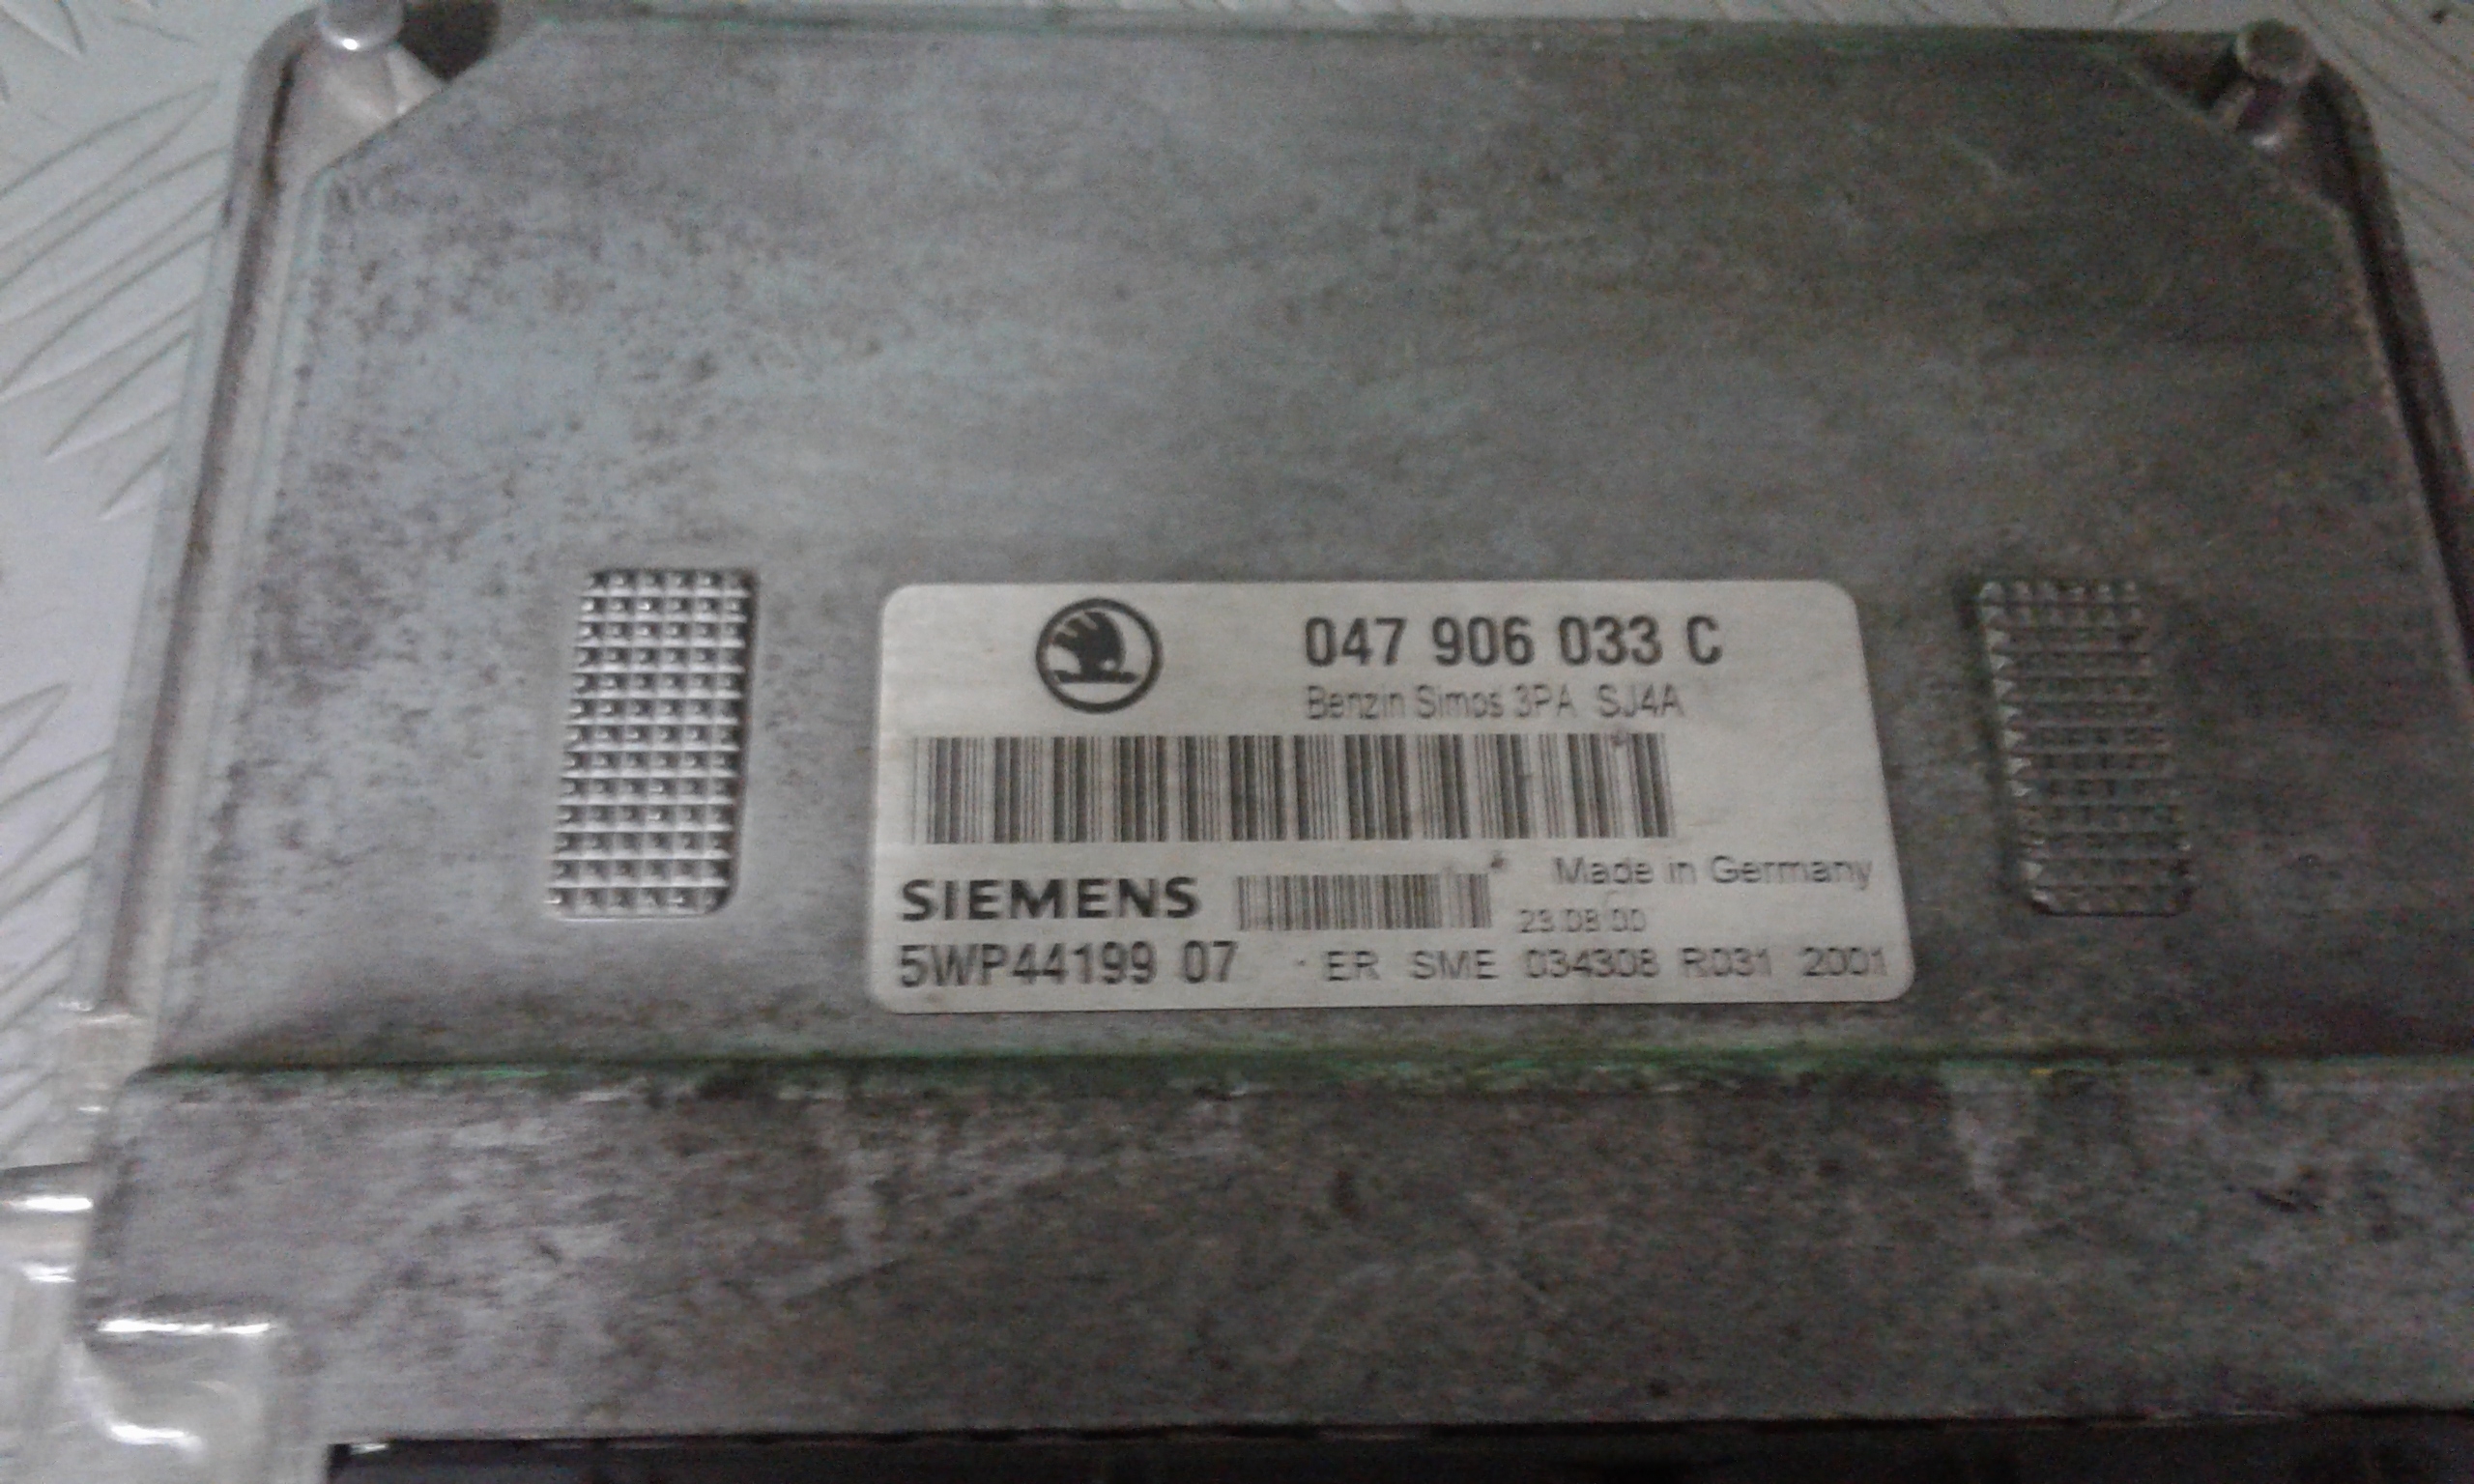 047 906 033 C
Benzin Simos 3PA SJ4A
Made in Germany
SIEMENS
23.08.00
5WP44199 07 ER SME 034308 R031 2001